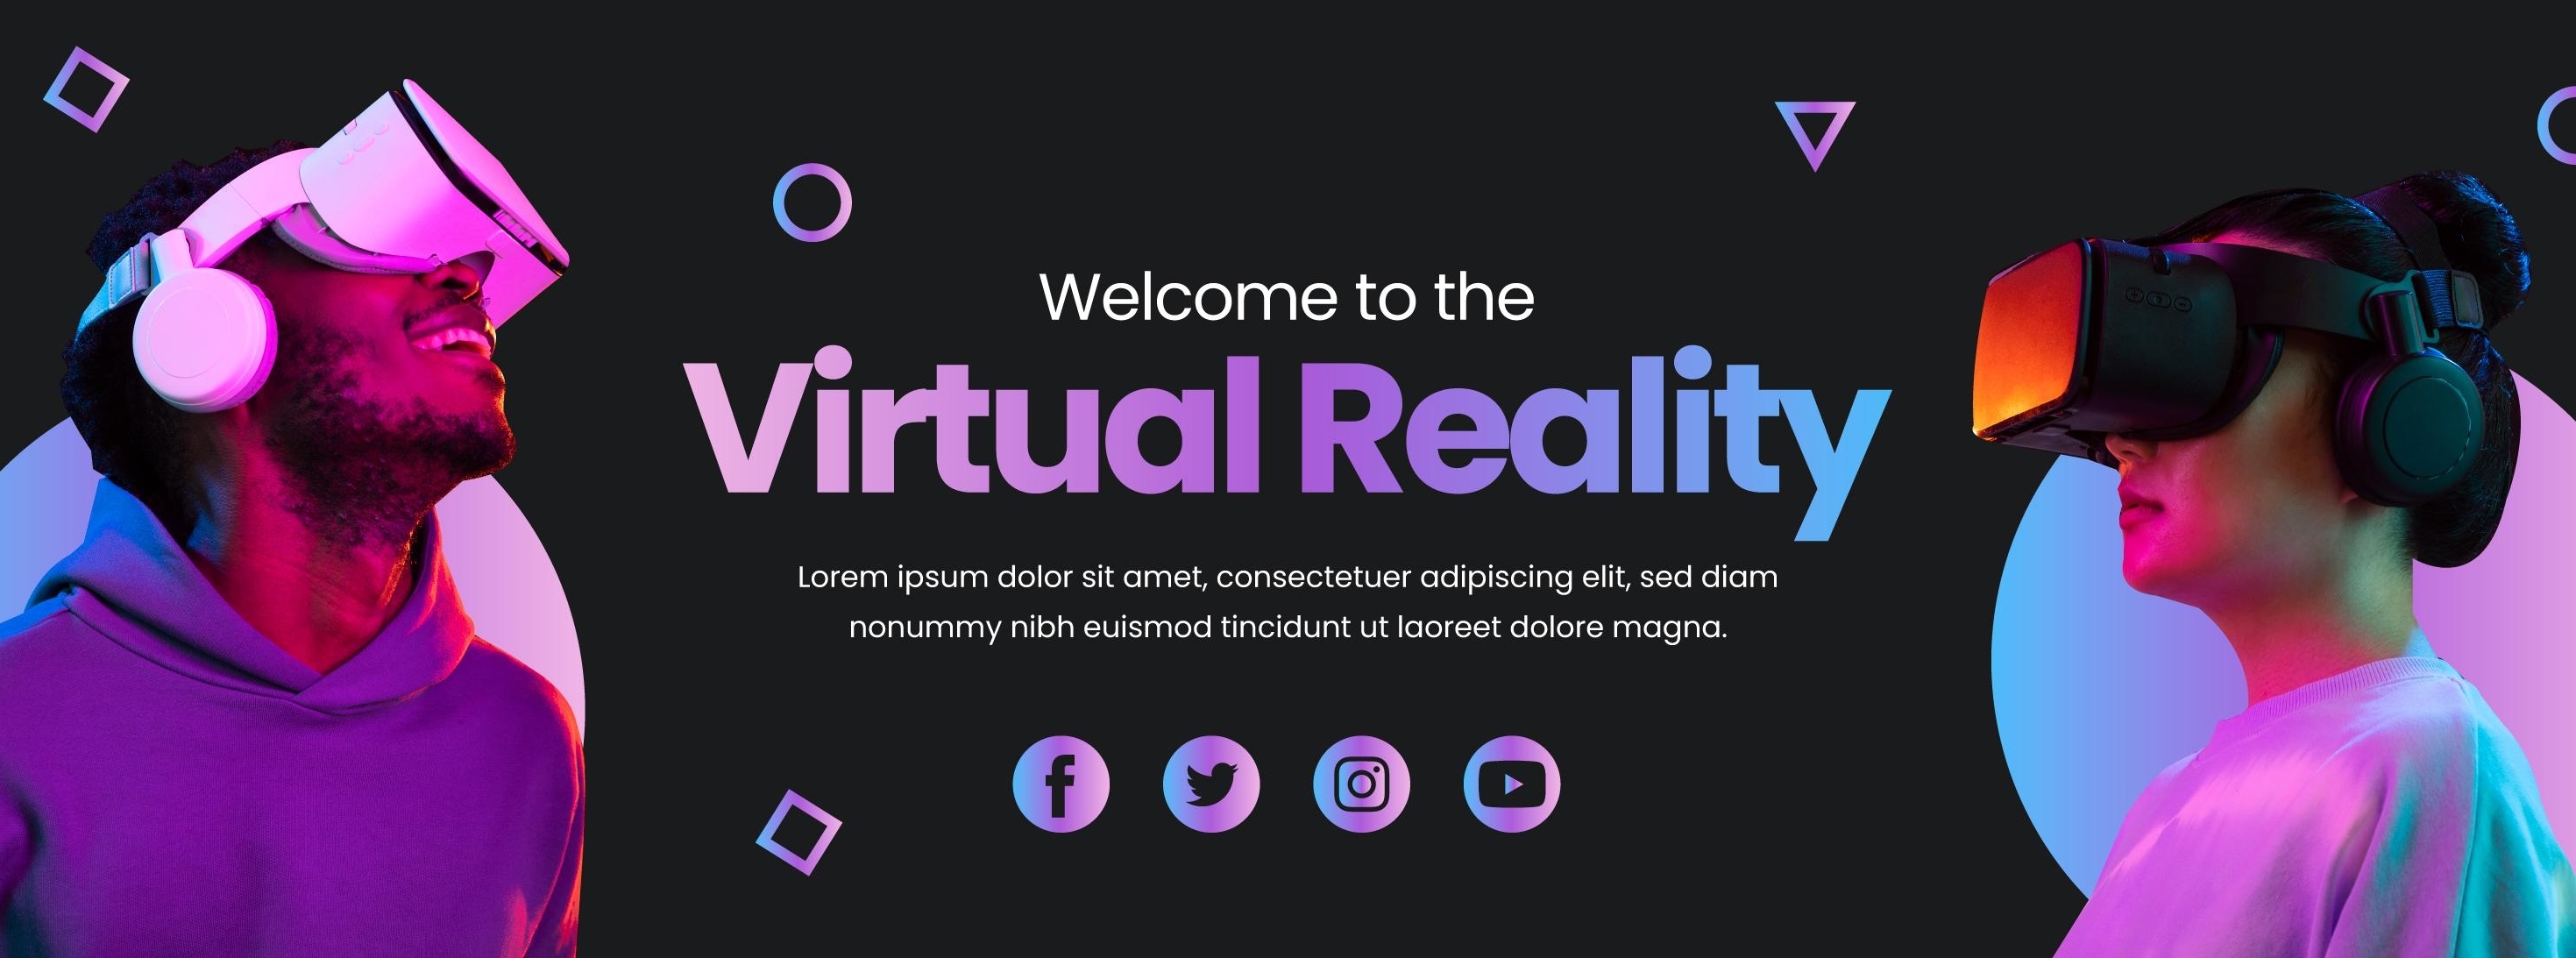 Welcome to the
Virtual Reality
Lorem ipsum dolor sit amet, consectetuer adipiscing elit, sed diam
nonummy nibh euismod tincidunt ut laoreet dolore magna.